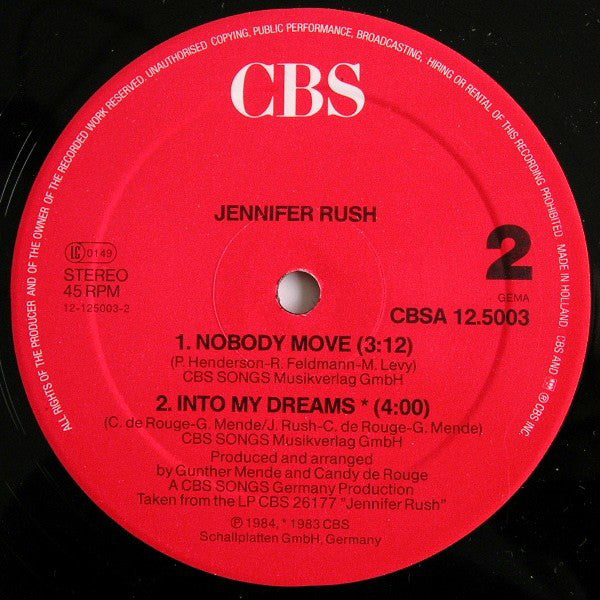 ALL RIGHTS OF THE PRODUCER AND OF THE OWNER OF THE RECORDED WORK RESERVED. UNAUTHORISED COPYING, PUBLIC PERFORMANCE, BROADCASTING, HIRING OR RENTAL OF THIS RECORDING PROHIBITED. MADE IN HOLLAND. CBS AND ® CBS INC.
CBS
JENNIFER RUSH
LC 0149
STEREO
45 RPM
12-125003-2
2
GEMA
CBSA 12.5003
1. NOBODY MOVE (3:12)
(P. Henderson-R. Feldmann-M. Levy)
CBS SONGS Musikverlag GmbH
2. INTO MY DREAMS * (4:00)
(C. de Rouge-G. Mende/J. Rush-C. de Rouge-G. Mende)
CBS SONGS Musikverlag GmbH
Produced and arranged
by Gunther Mende and Candy de Rouge
A CBS SONGS Germany Production
Taken from the LP CBS 26177 "Jennifer Rush"
℗ 1984, * 1983 CBS
Schallplatten GmbH, Germany